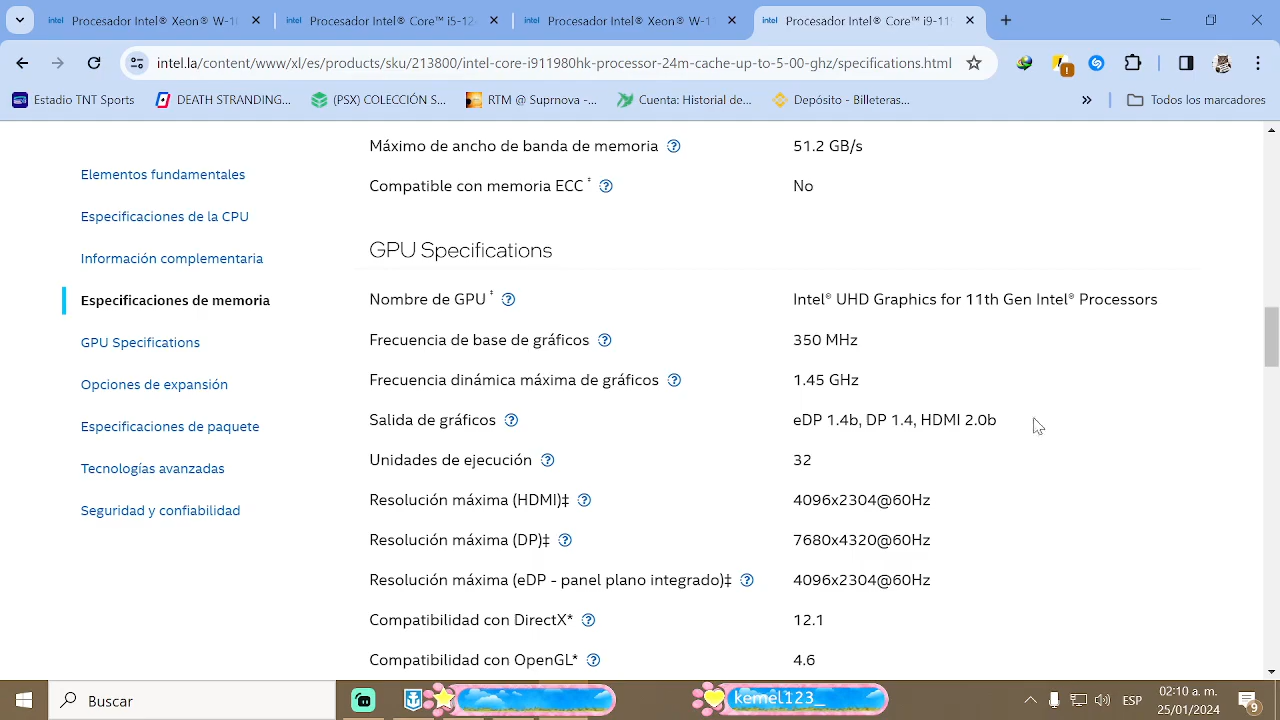 intel Procesador Intel® Xeon® W-1
intel Procesador Intel® Core™ i5-12
intel Procesador Intel® Xeon® W-1
intel Procesador Intel® Core™ i9-119
intel.la/content/www/xl/es/products/sku/213800/intel-core-i911980hk-processor-24m-cache-up-to-5-00-ghz/specifications.html
Estadio TNT Sports
DEATH STRANDING...
(PSX) COLECCIÓN S...
RTM @ Suprnova -...
Cuenta: Historial de...
Depósito - Billeteras...
Todos los marcadores
Elementos fundamentales
Especificaciones de la CPU
Información complementaria
Especificaciones de memoria
GPU Specifications
Opciones de expansión
Especificaciones de paquete
Tecnologías avanzadas
Seguridad y confiabilidad
Máximo de ancho de banda de memoria ? 51.2 GB/s
Compatible con memoria ECC ‡ ? No
GPU Specifications
Nombre de GPU ‡ ? Intel® UHD Graphics for 11th Gen Intel® Processors
Frecuencia de base de gráficos ? 350 MHz
Frecuencia dinámica máxima de gráficos ? 1.45 GHz
Salida de gráficos ? eDP 1.4b, DP 1.4, HDMI 2.0b
Unidades de ejecución ? 32
Resolución máxima (HDMI)‡ ? 4096x2304@60Hz
Resolución máxima (DP)‡ ? 7680x4320@60Hz
Resolución máxima (eDP - panel plano integrado)‡ ? 4096x2304@60Hz
Compatibilidad con DirectX* ? 12.1
Compatibilidad con OpenGL* ? 4.6
Buscar
kernel123_
ESP
02:10 a. m.
25/01/2024
9